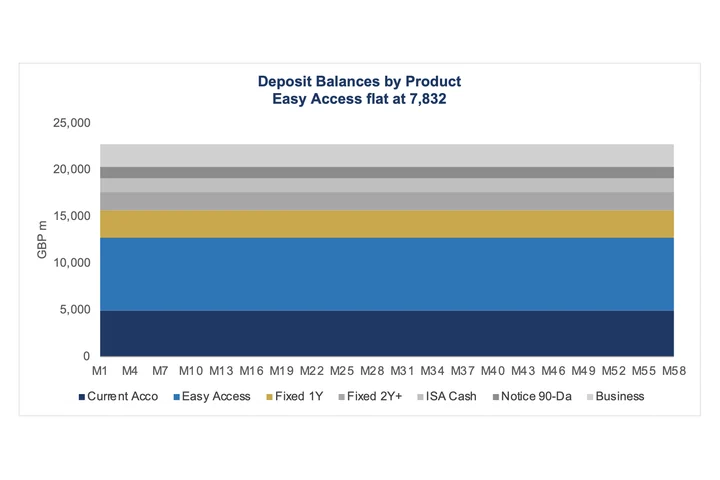 Deposit Balances by Product
Easy Access flat at 7,832
25,000
20,000
15,000
10,000
5,000
0
GBP m
M1 M4 M7 M10 M13 M16 M19 M22 M25 M28 M31 M34 M37 M40 M43 M46 M49 M52 M55 M58
Current Acco Easy Access Fixed 1Y Fixed 2Y+ ISA Cash Notice 90-Da Business